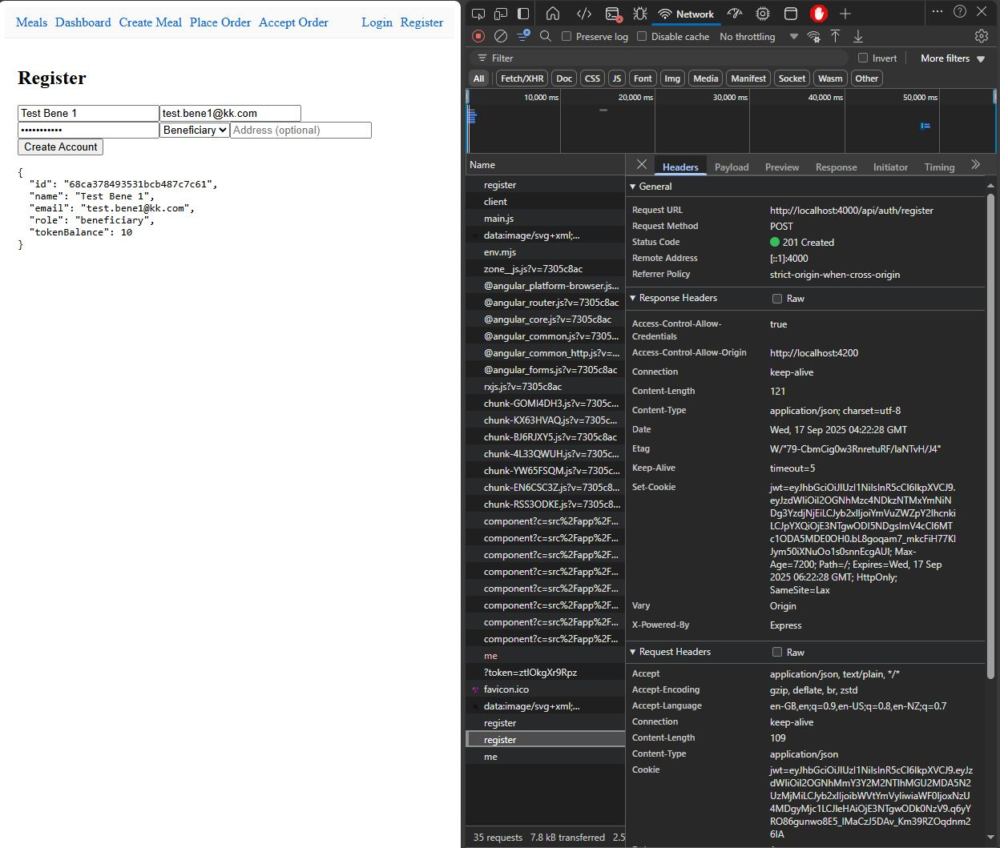 Meals Dashboard Create Meal Place Order Accept Order Login Register
Register
Test Bene 1 test.bene1@kk.com
Beneficiary Address (optional)
Create Account
{
"id": "68ca378493531bcb487c7c61",
"name": "Test Bene 1",
"email": "test.bene1@kk.com",
"role": "beneficiary",
"tokenBalance": 10
}
Network
Preserve log Disable cache No throttling
Filter Invert More filters
All Fetch/XHR Doc CSS JS Font Img Media Manifest Socket Wasm Other
10,000 ms 20,000 ms 30,000 ms 40,000 ms 50,000 ms
Name
register
client
main.js
data:image/svg+xml;...
env.mjs
zone__js.js?v=7305c8ac
@angular_platform-browser.js...
@angular_router.js?v=7305c8ac
@angular_core.js?v=7305c8ac
@angular_common.js?v=7305...
@angular_common_http.js?v=...
@angular_forms.js?v=7305c8ac
rxjs.js?v=7305c8ac
chunk-GOMI4DH3.js?v=7305c...
chunk-KX63HVAQ.js?v=7305c...
chunk-BJ6RJXY5.js?v=7305c8ac
chunk-4L33QWUH.js?v=7305c...
chunk-YW65FSQM.js?v=7305c...
chunk-EN6CSC3Z.js?v=7305c8...
chunk-RSS3ODKE.js?v=7305c8...
component?c=src%2Fapp%2F...
component?c=src%2Fapp%2F...
component?c=src%2Fapp%2F...
component?c=src%2Fapp%2F...
component?c=src%2Fapp%2F...
component?c=src%2Fapp%2F...
component?c=src%2Fapp%2F...
component?c=src%2Fapp%2F...
me
?token=ztIOkgXr9Rpz
favicon.ico
data:image/svg+xml;...
register
register
me
35 requests 7.8 kB transferred 2.5
Headers Payload Preview Response Initiator Timing
General
Request URL http://localhost:4000/api/auth/register
Request Method POST
Status Code 201 Created
Remote Address [::1]:4000
Referrer Policy strict-origin-when-cross-origin
Response Headers Raw
Access-Control-Allow-Credentials true
Access-Control-Allow-Origin http://localhost:4200
Connection keep-alive
Content-Length 121
Content-Type application/json; charset=utf-8
Date Wed, 17 Sep 2025 04:22:28 GMT
Etag W/"79-CbmCig0w3RnretuRF/laNTvH/J4"
Keep-Alive timeout=5
Set-Cookie
jwt=eyJhbGciOiJIUzI1NiIsInR5cCI6IkpXVCJ9.
Max-
Age=7200; Path=/; Expires=Wed, 17 Sep
2025 06:22:28 GMT; HttpOnly;
SameSite=Lax
Vary Origin
X-Powered-By Express
Request Headers Raw
Accept application/json, text/plain, */*
Accept-Encoding gzip, deflate, br, zstd
Accept-Language en-GB,en;q=0.9,en-US;q=0.8,en-NZ;q=0.7
Connection keep-alive
Content-Length 109
Content-Type application/json
Cookie